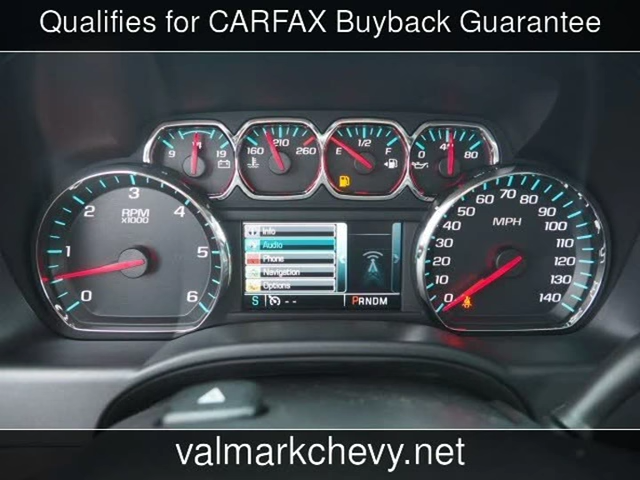 Qualifies for CARFAX Buyback Guarantee
9 14 19
160 210 260
E 1/2 F
0 40 80
0 1 2 3 4 5 6
RPM
x1000
0 10 20 30 40 50 60 70 80 90 100 110 120 130 140
MPH
Info
Audio
Phone
Navigation
Options
S -- PRNDM
valmarkchevy.net